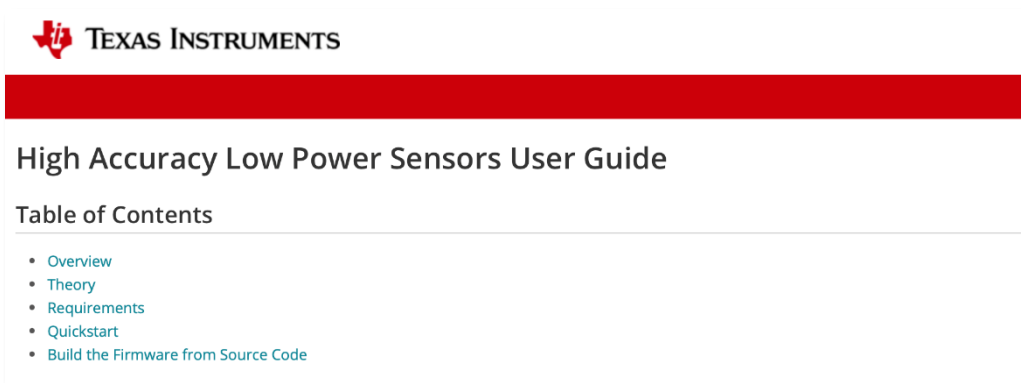 TEXAS INSTRUMENTS
High Accuracy Low Power Sensors User Guide
Table of Contents
• Overview
• Theory
• Requirements
• Quickstart
• Build the Firmware from Source Code